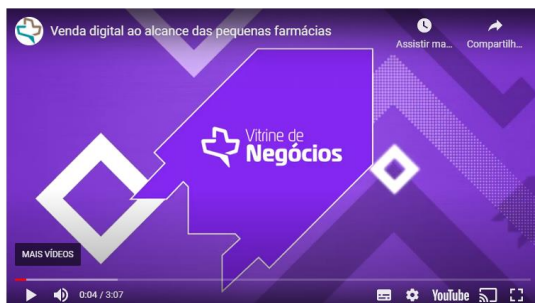 Venda digital ao alcance das pequenas farmácias
Assistir ma...
Compartilh...
Vitrine de
Negócios
MAIS VÍDEOS
0:04 / 3:07
YouTube